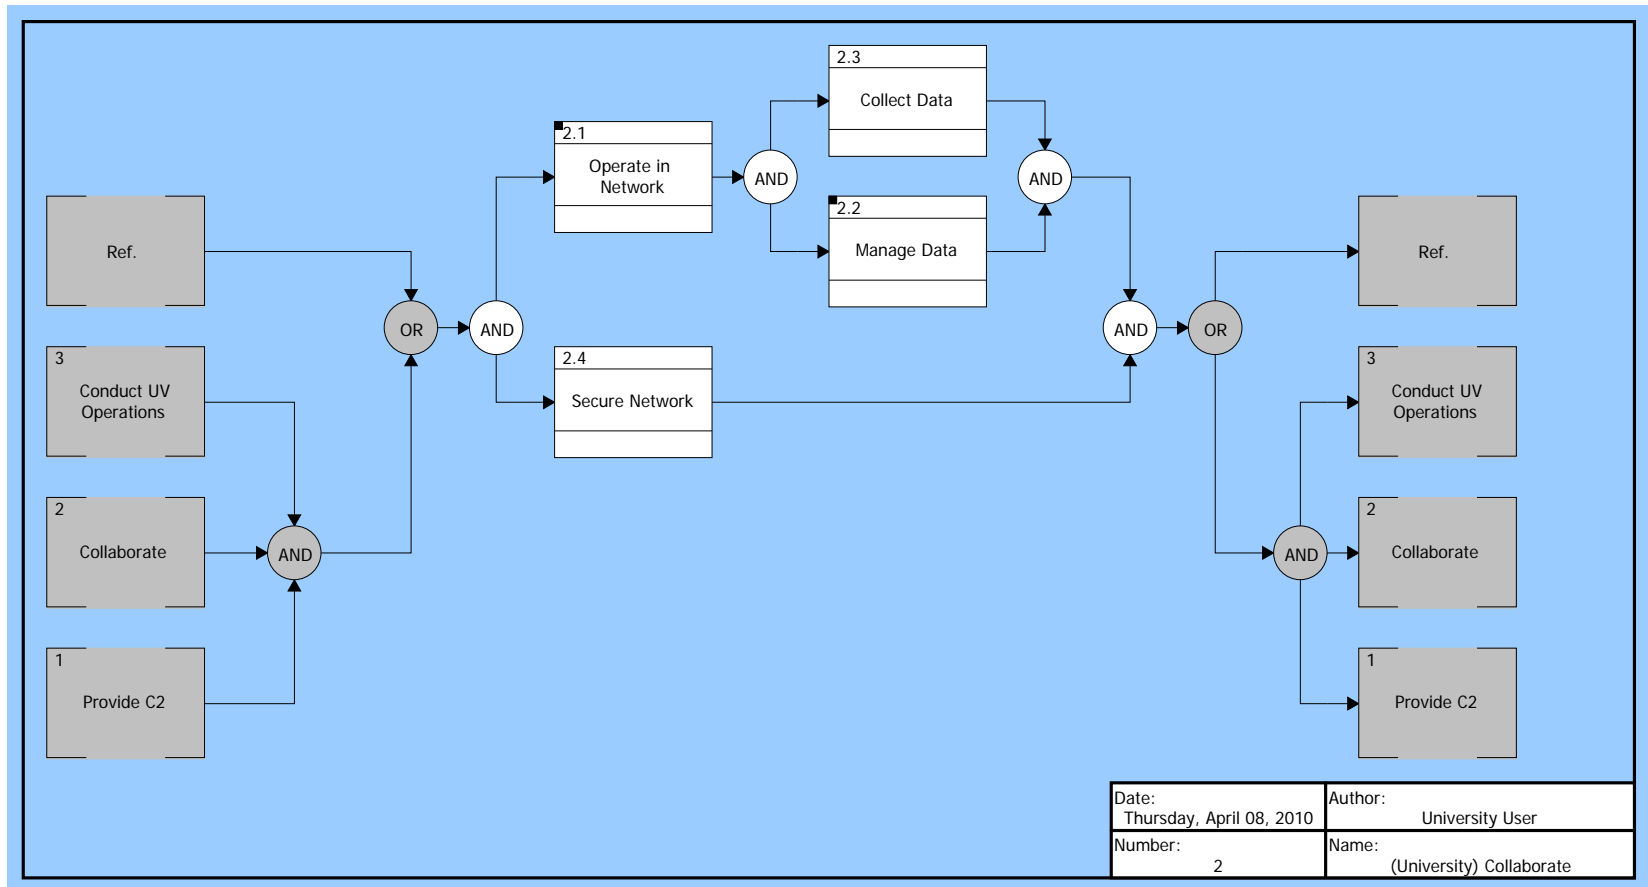 2.3
Collect Data
2.1
Operate in
Network
AND
AND
2.2
Manage Data
Ref.
Ref.
OR
AND
AND
OR
3
Conduct UV
Operations
2.4
Secure Network
3
Conduct UV
Operations
2
Collaborate
AND
AND
2
Collaborate
1
Provide C2
1
Provide C2
Date:
Thursday, April 08, 2010
Author:
University User
Number:
2
Name:
(University) Collaborate